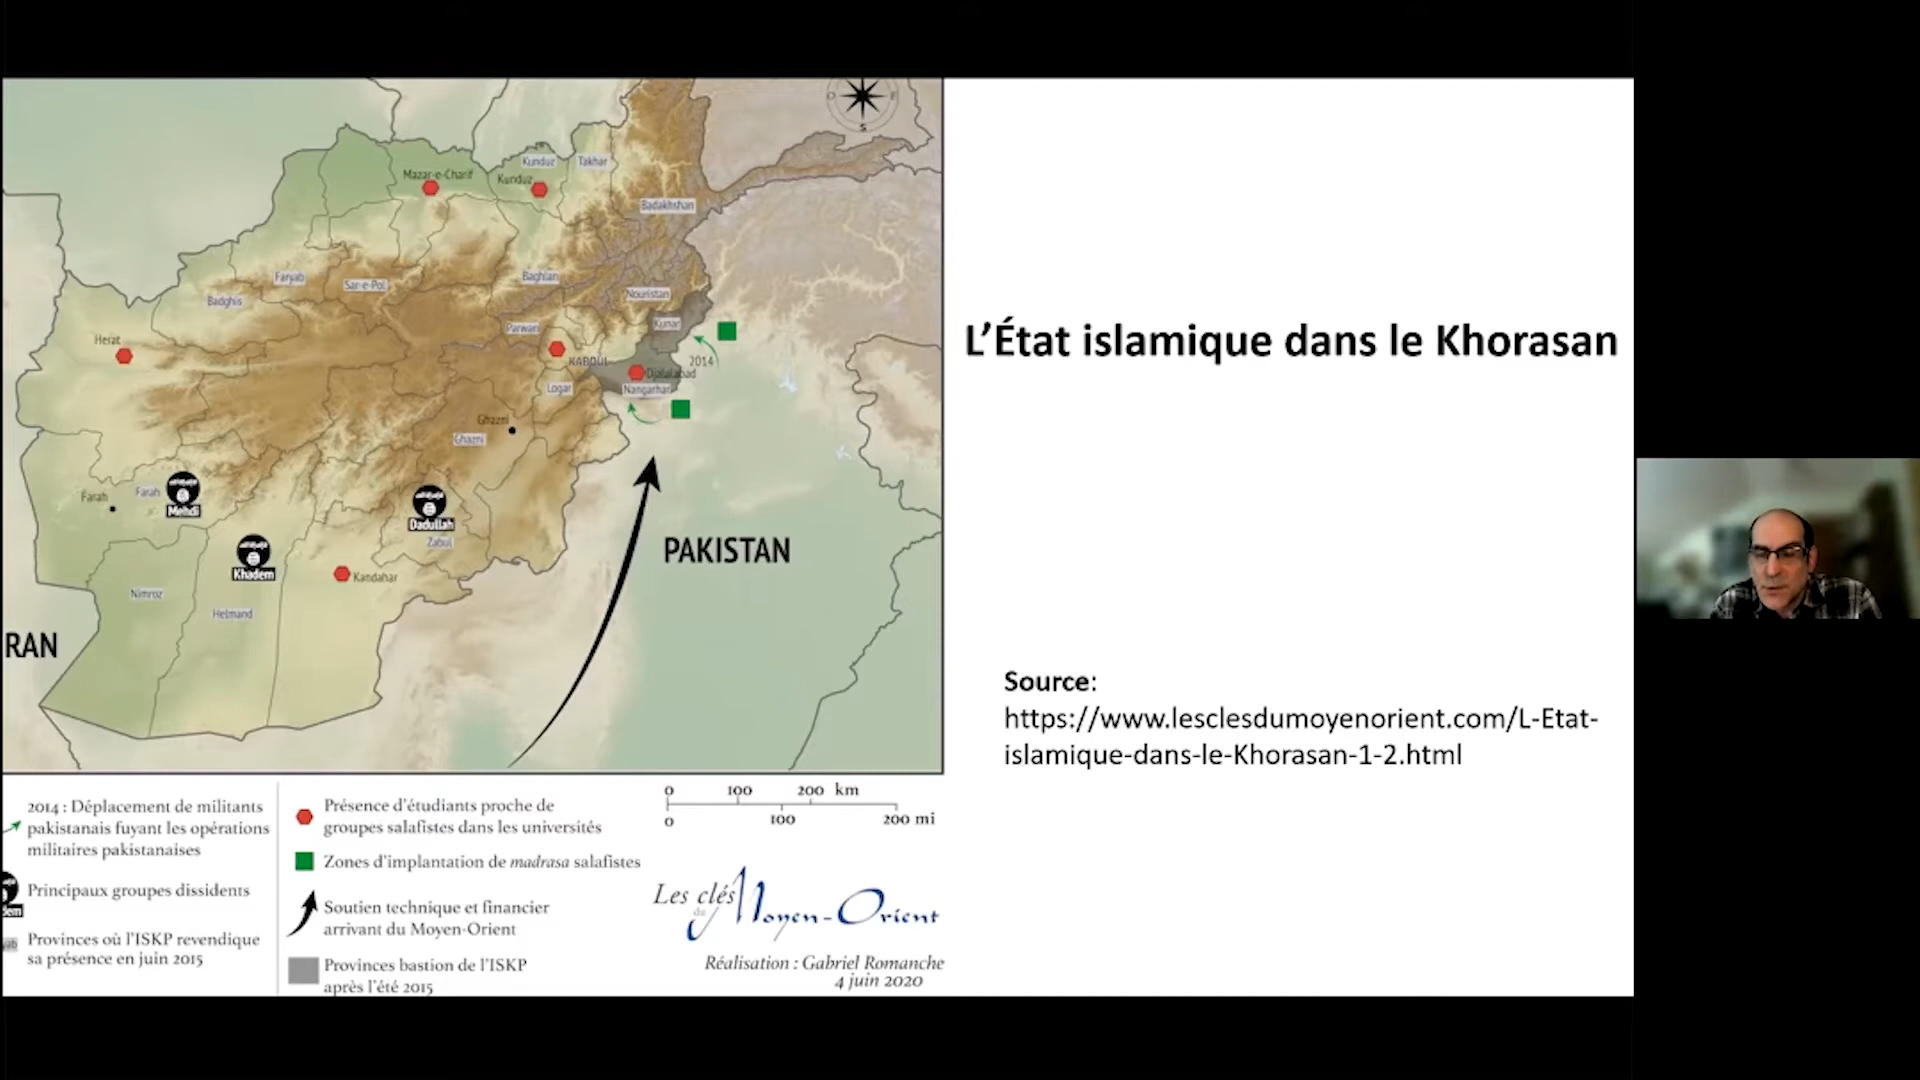 O
E
S
Mazar-e-Charif
Kunduz
Kunduz
Takhar
Badakhshan
Faryab
Sar-e-Pol
Baghlan
Badghis
Nouristan
Parwan
Kunar
Herat
KABOUL
2014
Djalalabad
Logar
Nangarhar
Ghazni
Ghazni
Farah
Farah
Mehdi
Dadullah
Zabul
Khadem
Kandahar
PAKISTAN
Nimroz
Helmand
RAN
2014 : Déplacement de militants
pakistanais fuyant les opérations
militaires pakistanaises
Principaux groupes dissidents
Provinces où l'ISKP revendique
sa présence en juin 2015
Présence d'étudiants proche de
groupes salafistes dans les universités
Zones d'implantation de madrasa salafistes
Soutien technique et financier
arrivant du Moyen-Orient
Provinces bastion de l'ISKP
après l'été 2015
0 100 200 km
0 100 200 mi
Les clés
du Moyen-Orient
Réalisation : Gabriel Romanche
4 juin 2020
L'État islamique dans le Khorasan
Source:
https://www.lesclesdumoyenorient.com/L-Etat-
islamique-dans-le-Khorasan-1-2.html